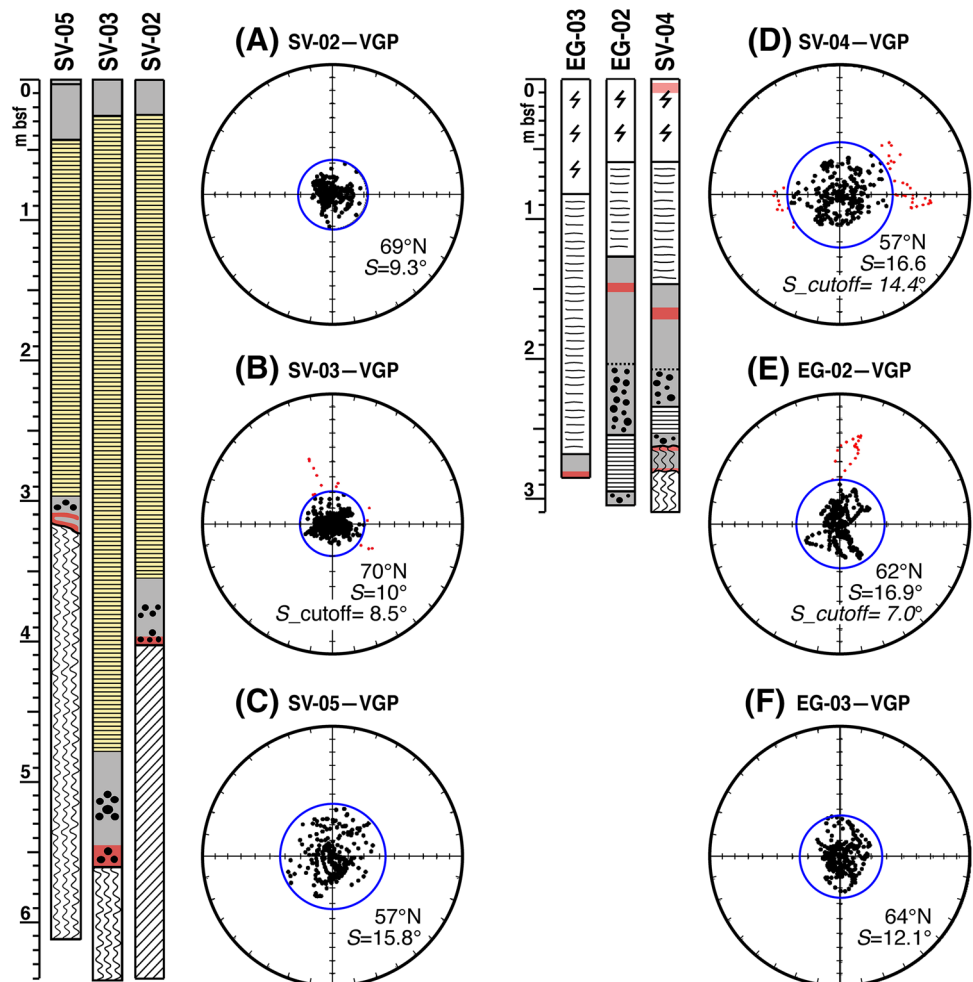 SV-05
SV-03
SV-02
m bsf
0
1
2
3
4
5
6
(A) SV-02—VGP
69°N
S=9.3°
(B) SV-03—VGP
70°N
S=10°
S_cutoff= 8.5°
(C) SV-05—VGP
57°N
S=15.8°
EG-03
EG-02
SV-04
m bsf
0
1
2
3
(D) SV-04—VGP
57°N
S=16.6
S_cutoff= 14.4°
(E) EG-02—VGP
62°N
S=16.9°
S_cutoff= 7.0°
(F) EG-03—VGP
64°N
S=12.1°